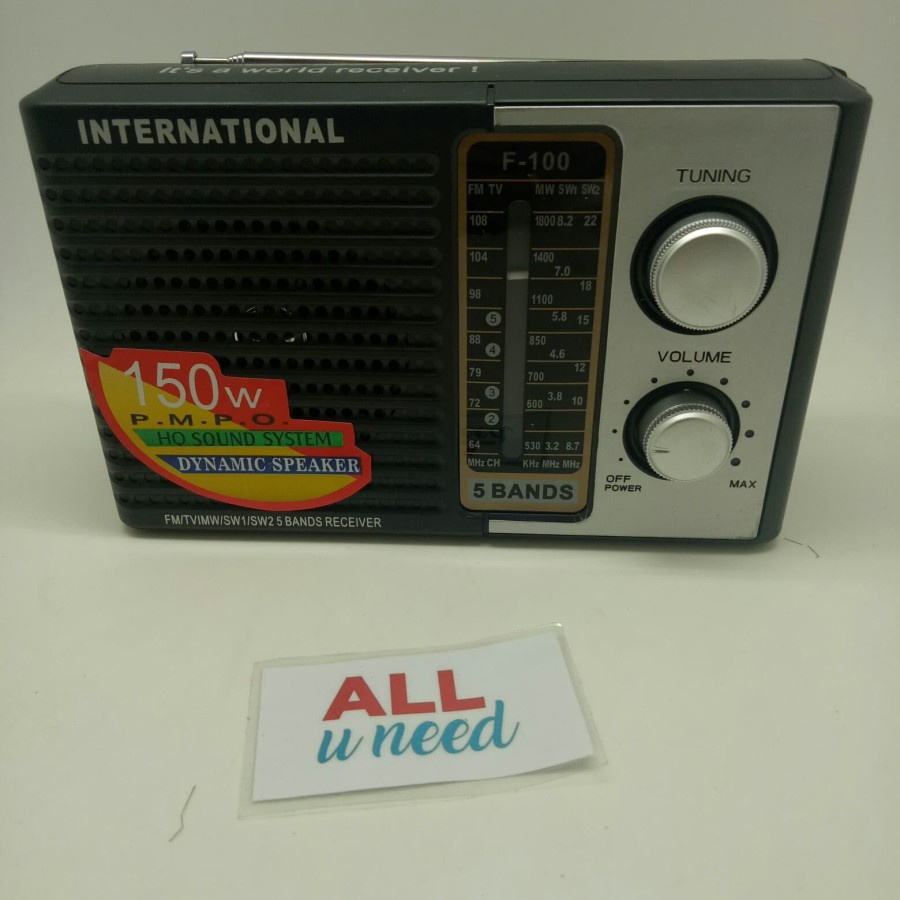 It's a world receiver !
INTERNATIONAL
F-100
FM TV MW SW1 SW2
108 1800 8.2 22
104 1400
7.0
98 18
1100
5 5.8 15
88 850
4 4.6
79 12
700
3 3.8
72 600 10
2
64 530 3.2 8.7
MHz CH KHz MHz MHz
5 BANDS
TUNING
VOLUME
OFF
POWER
MAX
150W
P.M.P.O.
HO SOUND SYSTEM
DYNAMIC SPEAKER
FM/TV/MW/SW1/SW2 5 BANDS RECEIVER
ALL
u need